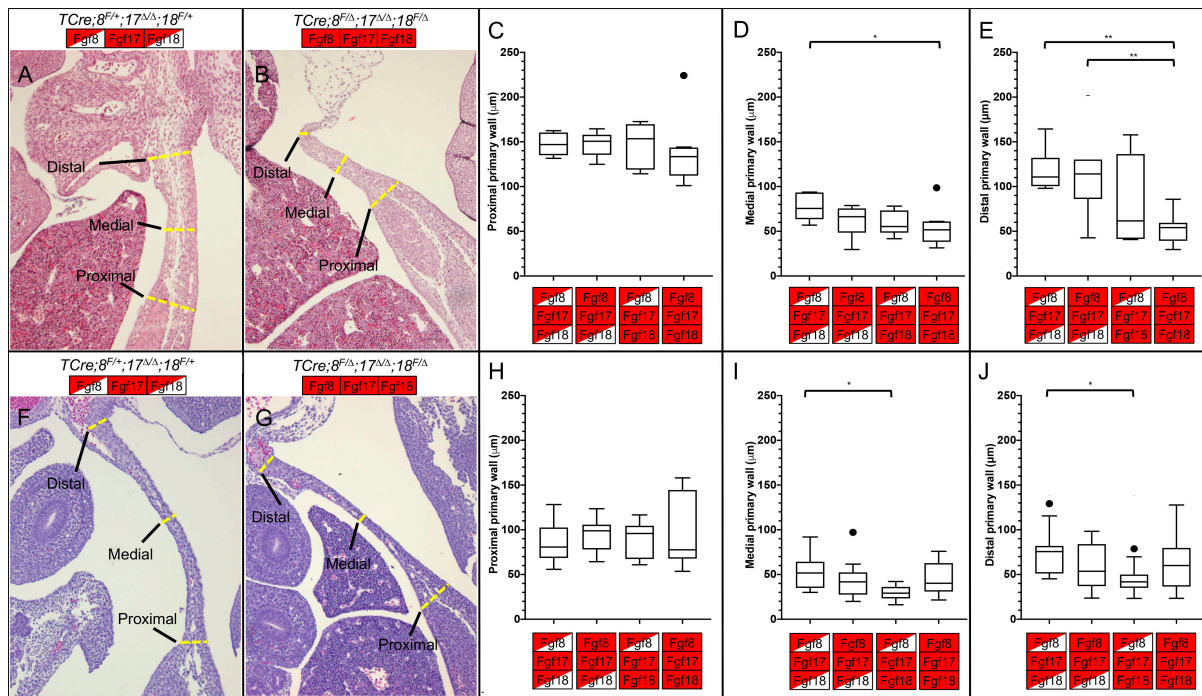 TCre;8F/+;17Δ/Δ;18F/+
Fgf8 Fgf17 Fgf18
A
Distal
Medial
Proximal
TCre;8F/Δ;17Δ/Δ;18F/Δ
Fgf8 Fgf17 Fgf18
B
Distal
Medial
Proximal
C
Proximal primary wall (μm)
250
200
150
100
50
0
Fgf8 Fgf8 Fgf8 Fgf8
Fgf17 Fgf17 Fgf17 Fgf17
Fgf18 Fgf18 Fgf18 Fgf18
D
Medial primary wall (μm)
250
200
150
100
50
0
*
Fgf8 Fgf8 Fgf8 Fgf8
Fgf17 Fgf17 Fgf17 Fgf17
Fgf18 Fgf18 Fgf18 Fgf18
E
Distal primary wall (μm)
250
200
150
100
50
0
**
**
Fgf8 Fgf8 Fgf8 Fgf8
Fgf17 Fgf17 Fgf17 Fgf17
Fgf18 Fgf18 Fgf18 Fgf18
TCre;8F/+;17Δ/Δ;18F/+
Fgf8 Fgf17 Fgf18
F
Distal
Medial
Proximal
TCre;8F/Δ;17Δ/Δ;18F/Δ
Fgf8 Fgf17 Fgf18
G
Distal
Medial
Proximal
H
Proximal primary wall (μm)
250
200
150
100
50
0
Fgf8 Fgf8 Fgf8 Fgf8
Fgf17 Fgf17 Fgf17 Fgf17
Fgf18 Fgf18 Fgf18 Fgf18
I
Medial primary wall (μm)
250
200
150
100
50
0
*
Fgf8 Fgf8 Fgf8 Fgf8
Fgf17 Fgf17 Fgf17 Fgf17
Fgf18 Fgf18 Fgf18 Fgf18
J
Distal primary wall (μm)
250
200
150
100
50
0
*
Fgf8 Fgf8 Fgf8 Fgf8
Fgf17 Fgf17 Fgf17 Fgf17
Fgf18 Fgf18 Fgf18 Fgf18